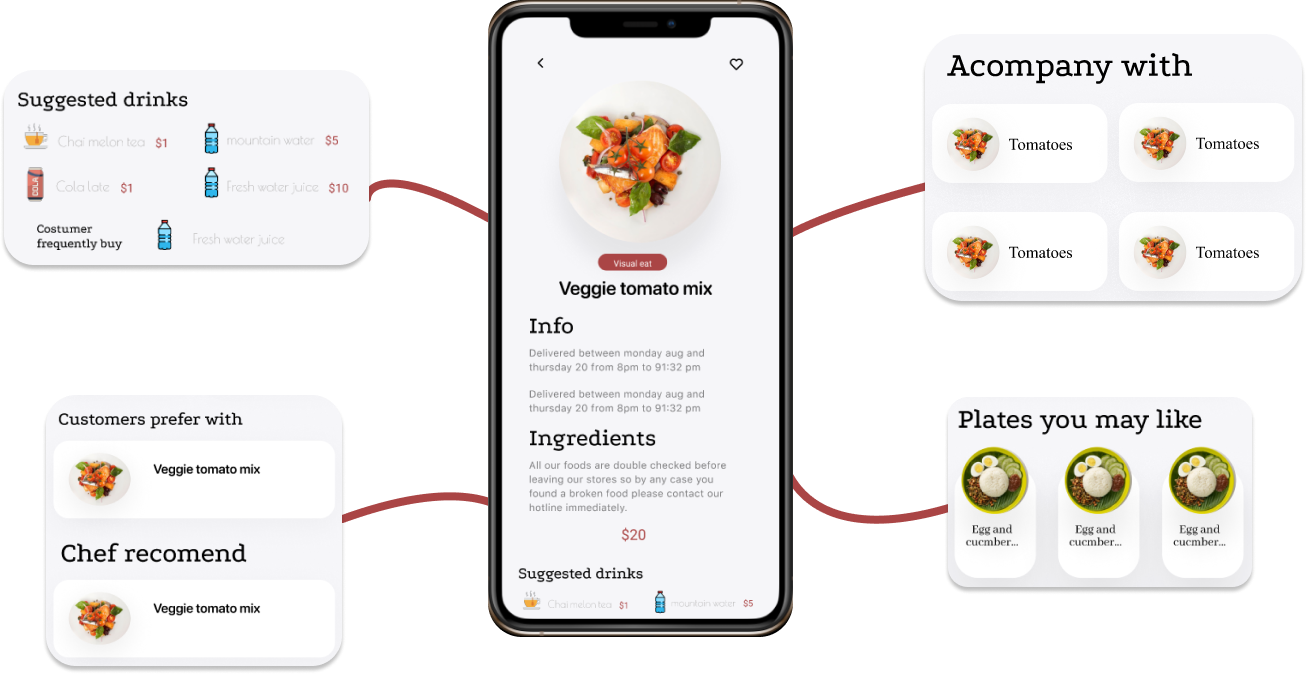 Suggested drinks
Chai melon tea $1
mountain water $5
Cola late $1
Fresh water juice $10
COLA
Costumer
frequently buy
Fresh water juice
Customers prefer with
Veggie tomato mix
Chef recomend
Veggie tomato mix
Visual eat
Veggie tomato mix
Info
Delivered between monday aug and
thursday 20 from 8pm to 91:32 pm
Delivered between monday aug and
thursday 20 from 8pm to 91:32 pm
Ingredients
All our foods are double checked before
leaving our stores so by any case you
found a broken food please contact our
hotline immediately.
$20
Suggested drinks
Chai melon tea $1
mountain water $5
Acompany with
Tomatoes
Tomatoes
Tomatoes
Tomatoes
Plates you may like
Egg and
cucmber...
Egg and
cucmber...
Egg and
cucmber...